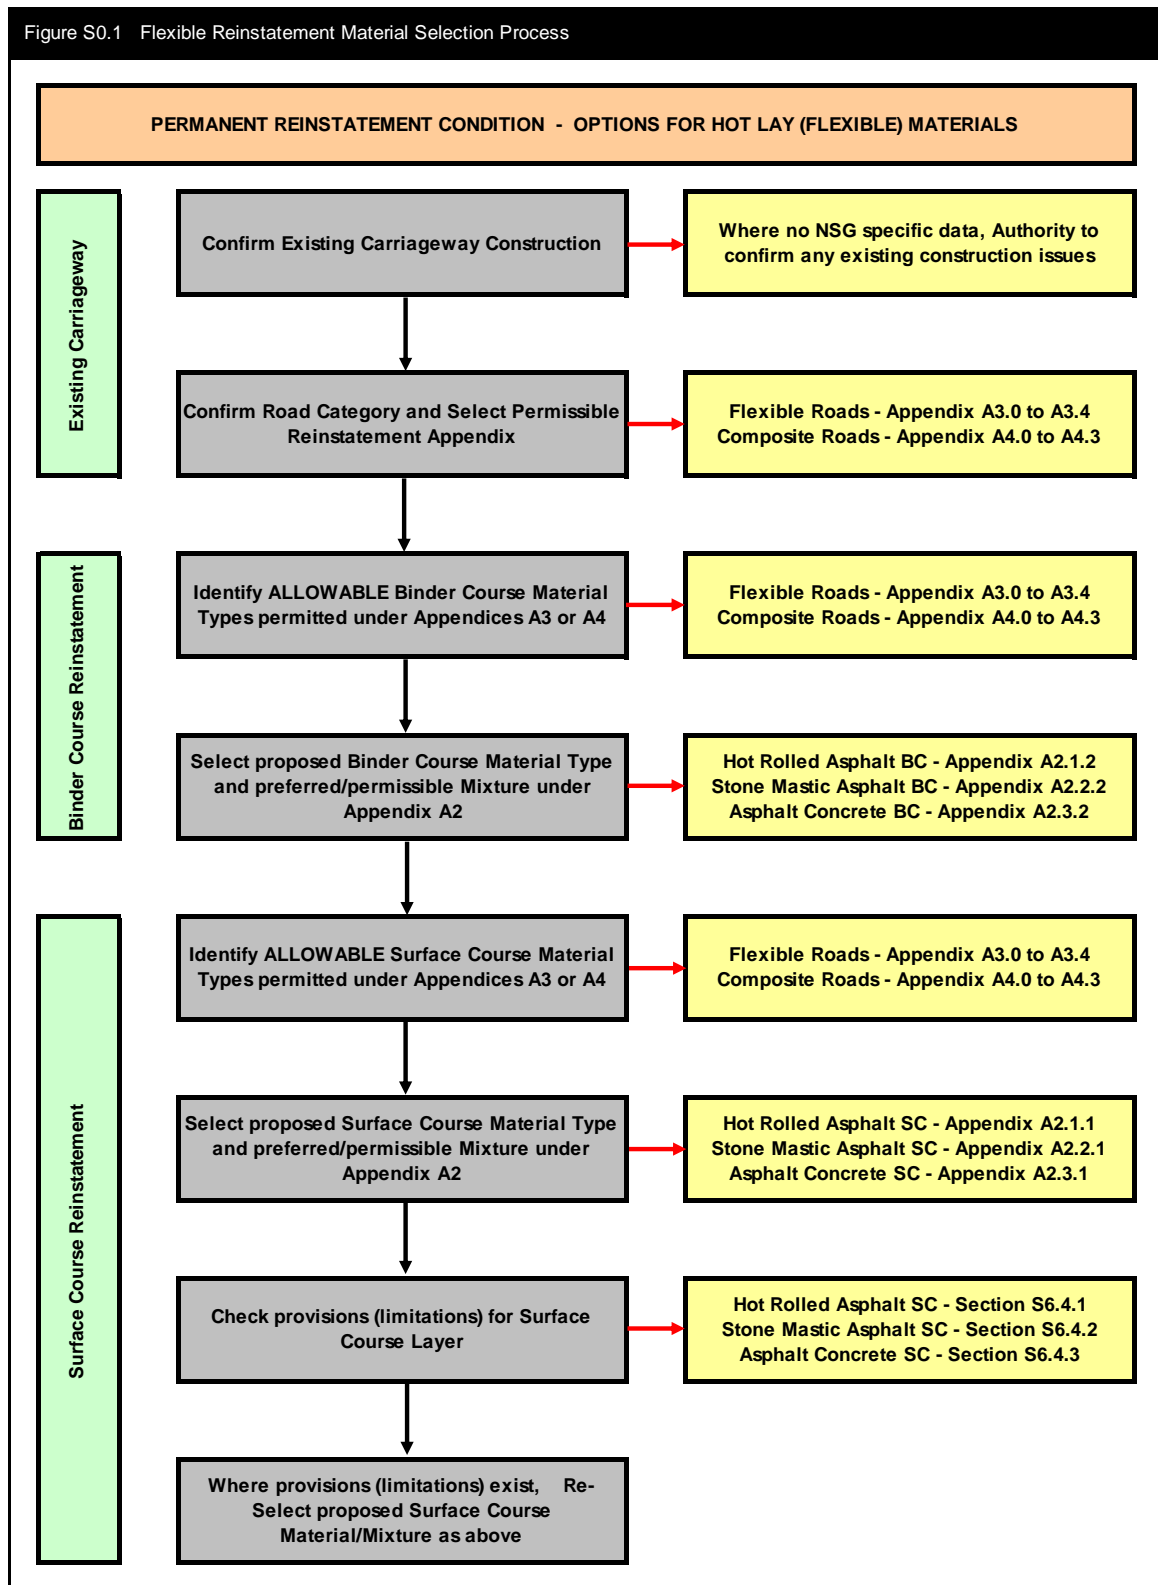 Figure S0.1 Flexible Reinstatement Material Selection Process
PERMANENT REINSTATEMENT CONDITION - OPTIONS FOR HOT LAY (FLEXIBLE) MATERIALS
Existing Carriageway
Confirm Existing Carriageway Construction
Where no NSG specific data, Authority to
confirm any existing construction issues
Confirm Road Category and Select Permissible
Reinstatement Appendix
Flexible Roads - Appendix A3.0 to A3.4
Composite Roads - Appendix A4.0 to A4.3
Binder Course Reinstatement
Identify ALLOWABLE Binder Course Material
Types permitted under Appendices A3 or A4
Flexible Roads - Appendix A3.0 to A3.4
Composite Roads - Appendix A4.0 to A4.3
Select proposed Binder Course Material Type
and preferred/permissible Mixture under
Appendix A2
Hot Rolled Asphalt BC - Appendix A2.1.2
Stone Mastic Asphalt BC - Appendix A2.2.2
Asphalt Concrete BC - Appendix A2.3.2
Surface Course Reinstatement
Identify ALLOWABLE Surface Course Material
Types permitted under Appendices A3 or A4
Flexible Roads - Appendix A3.0 to A3.4
Composite Roads - Appendix A4.0 to A4.3
Select proposed Surface Course Material Type
and preferred/permissible Mixture under
Appendix A2
Hot Rolled Asphalt SC - Appendix A2.1.1
Stone Mastic Asphalt SC - Appendix A2.2.1
Asphalt Concrete SC - Appendix A2.3.1
Check provisions (limitations) for Surface
Course Layer
Hot Rolled Asphalt SC - Section S6.4.1
Stone Mastic Asphalt SC - Section S6.4.2
Asphalt Concrete SC - Section S6.4.3
Where provisions (limitations) exist, Re-
Select proposed Surface Course
Material/Mixture as above